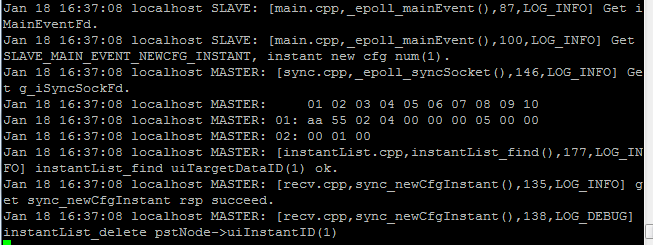 Jan 18 16:37:08 localhost SLAVE: [main.cpp,_epoll_mainEvent(),87,LOG_INFO] Get i
MainEventFd.
Jan 18 16:37:08 localhost SLAVE: [main.cpp,_epoll_mainEvent(),100,LOG_INFO] Get
SLAVE_MAIN_EVENT_NEWCFG_INSTANT, instant new cfg num(1).
Jan 18 16:37:08 localhost MASTER: [sync.cpp,_epoll_syncSocket(),146,LOG_INFO] Ge
t g_iSyncSockFd.
Jan 18 16:37:08 localhost MASTER:     01 02 03 04 05 06 07 08 09 10
Jan 18 16:37:08 localhost MASTER: 01: aa 55 02 04 00 00 00 05 00 00
Jan 18 16:37:08 localhost MASTER: 02: 00 01 00
Jan 18 16:37:08 localhost MASTER: [instantList.cpp,instantList_find(),177,LOG_IN
FO] instantList_find uiTargetDataID(1) ok.
Jan 18 16:37:08 localhost MASTER: [recv.cpp,sync_newCfgInstant(),135,LOG_INFO] g
et sync_newCfgInstant rsp succeed.
Jan 18 16:37:08 localhost MASTER: [recv.cpp,sync_newCfgInstant(),138,LOG_DEBUG]
instantList_delete pstNode->uiInstantID(1)